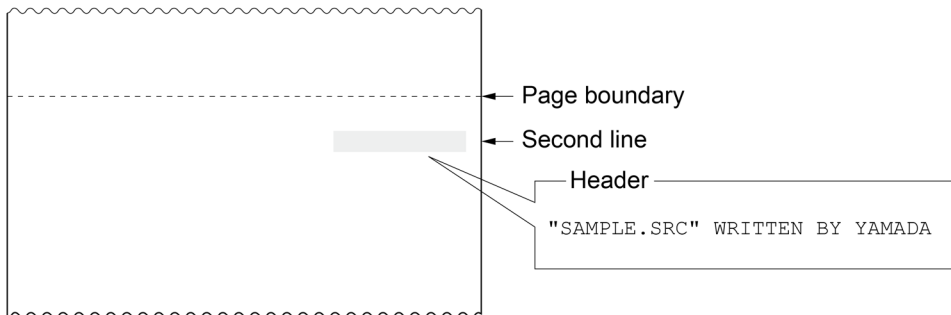 Page boundary
Second line
Header
"SAMPLE.SRC" WRITTEN BY YAMADA